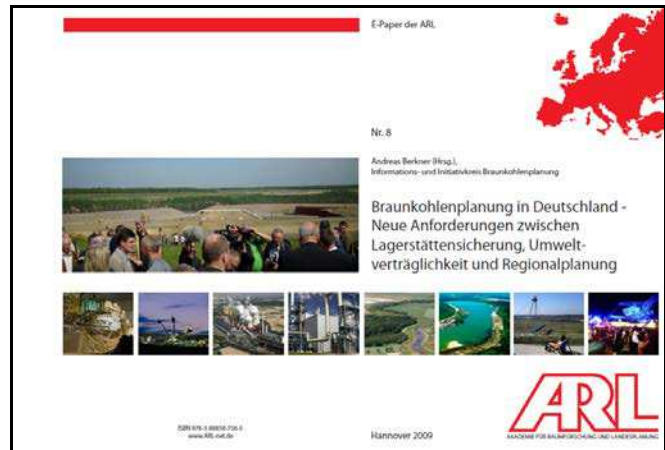 E-Paper der ARL
Nr. 8
Andreas Berkner (Hrsg.),
Informations- und Initiativkreis Braunkohlenplanung
Braunkohlenplanung in Deutschland -
Neue Anforderungen zwischen
Lagerstättensicherung, Umwelt-
verträglichkeit und Regionalplanung
www.ARL-net.de
Hannover 2009
ARL
AKADEMIE FÜR RAUMFORSCHUNG UND LANDESPLANUNG